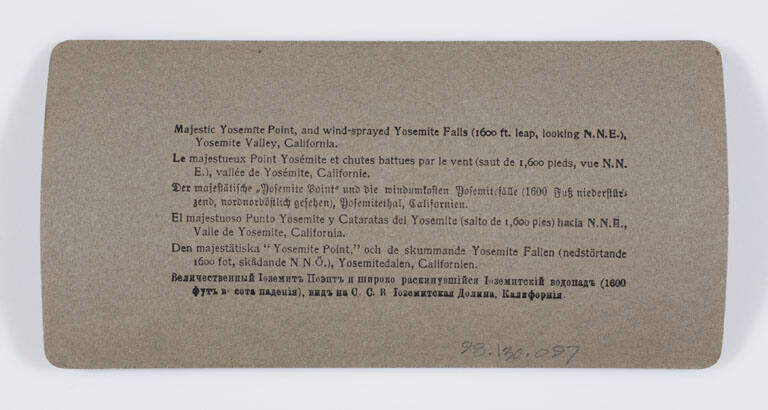 Majestic Yosemite Point, and wind-sprayed Yosemite Falls (1600 ft. leap, looking N.N.E.),
Yosemite Valley, California.
Le majestueux Point Yosémite et chutes battues par le vent (saut de 1,600 pieds, vue N.N.
E.), vallée de Yosémite, Californie.
Der majestätische „Yosemite Point“ und die windumkosten Yosemitefälle (1600 Fuß niederstür-
zend, nordnordöstlich gesehen), Yosemitethal, Californien.
El majestuoso Punto Yosemite y Cataratas del Yosemite (salto de 1,600 pies) hacia N.N.E.,
Valle de Yosemite, California.
Den majestätiska “ Yosemite Point,” och de skummande Yosemite Fallen (nedstörtande
1600 fot, skådande N.N.Ö.), Yosemitedalen, Californien.
Величественный Іоземитъ Поэнтъ и широко раскинувшійся Іоземитскій водопадъ (1600
футъ высота паденія), видъ на С. С. В. Іоземитская Долина, Калифорнія.
98.130.097